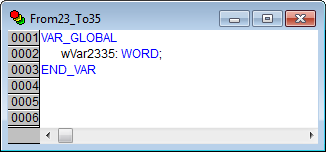 From23_To35
0001 VAR_GLOBAL
0002 wVar2335: WORD;
0003 END_VAR
0004
0005
0006